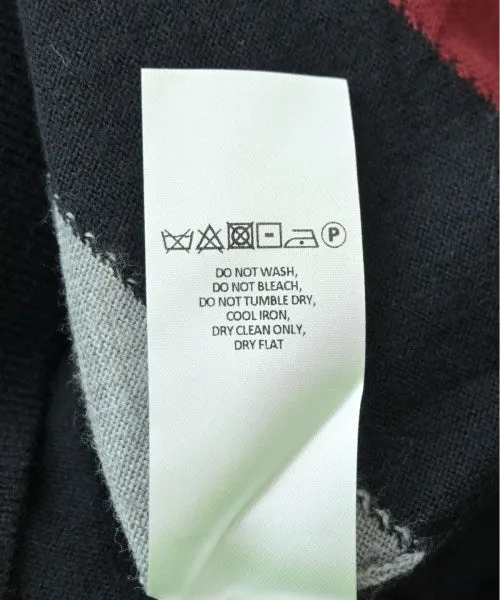 P
DO NOT WASH,
DO NOT BLEACH,
DO NOT TUMBLE DRY,
COOL IRON,
DRY CLEAN ONLY,
DRY FLAT